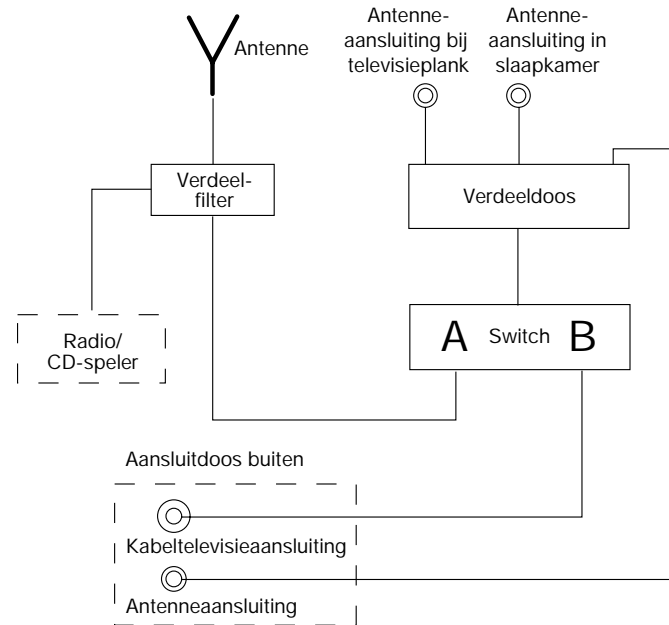 Antenne
Antenne-
aansluiting bij
televisieplank
Antenne-
aansluiting in
slaapkamer
Verdeel-
filter
Verdeeldoos
Radio/
CD-speler
A Switch B
Aansluitdoos buiten
Kabeltelevisieaansluiting
Antenneaansluiting